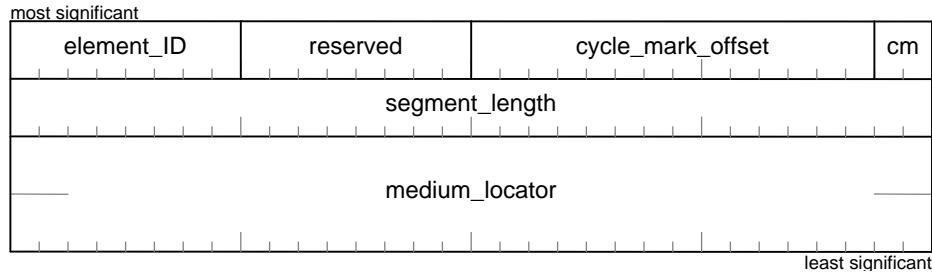 most significant
element_ID reserved cycle_mark_offset cm
segment_length
medium_locator
least significant